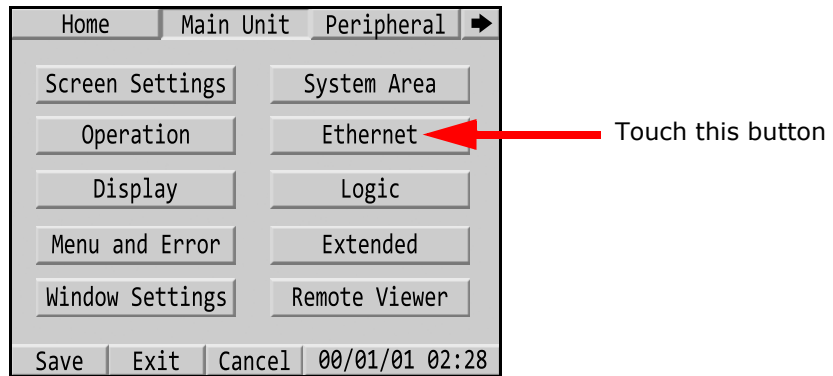 Home Main Unit Peripheral
Screen Settings System Area
Operation Ethernet Touch this button
Display Logic
Menu and Error Extended
Window Settings Remote Viewer
Save Exit Cancel 00/01/01 02:28